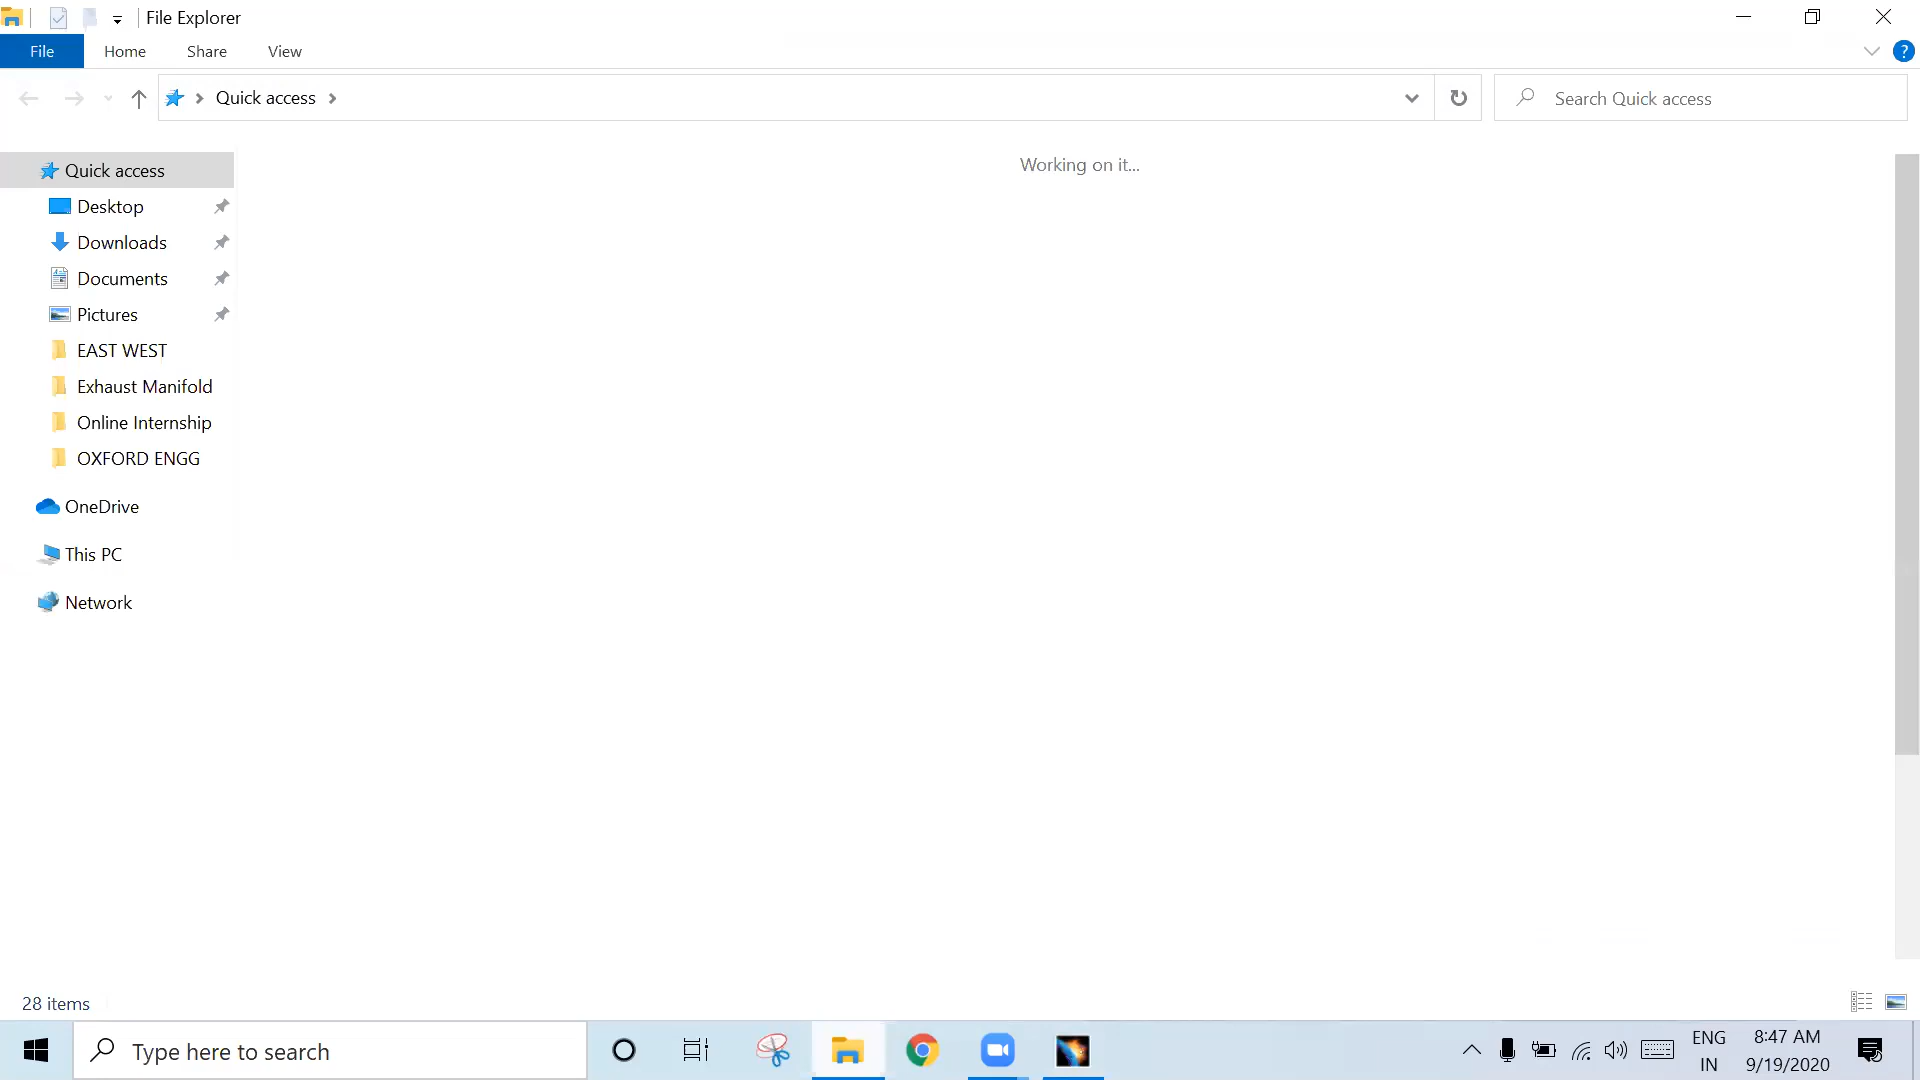 File Explorer
File Home Share View
?
Quick access
Search Quick access
Working on it...
Quick access
Desktop
Downloads
Documents
Pictures
EAST WEST
Exhaust Manifold
Online Internship
OXFORD ENGG
OneDrive
This PC
Network
28 items
Type here to search
ENG
IN
8:47 AM
9/19/2020